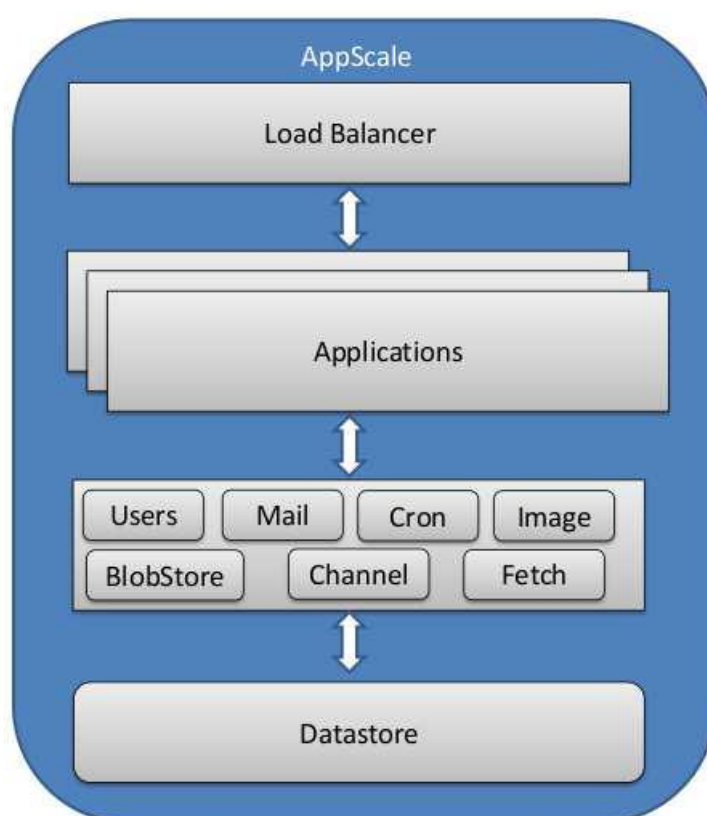 AppScale
Load Balancer
Applications
Users Mail Cron Image
BlobStore Channel Fetch
Datastore